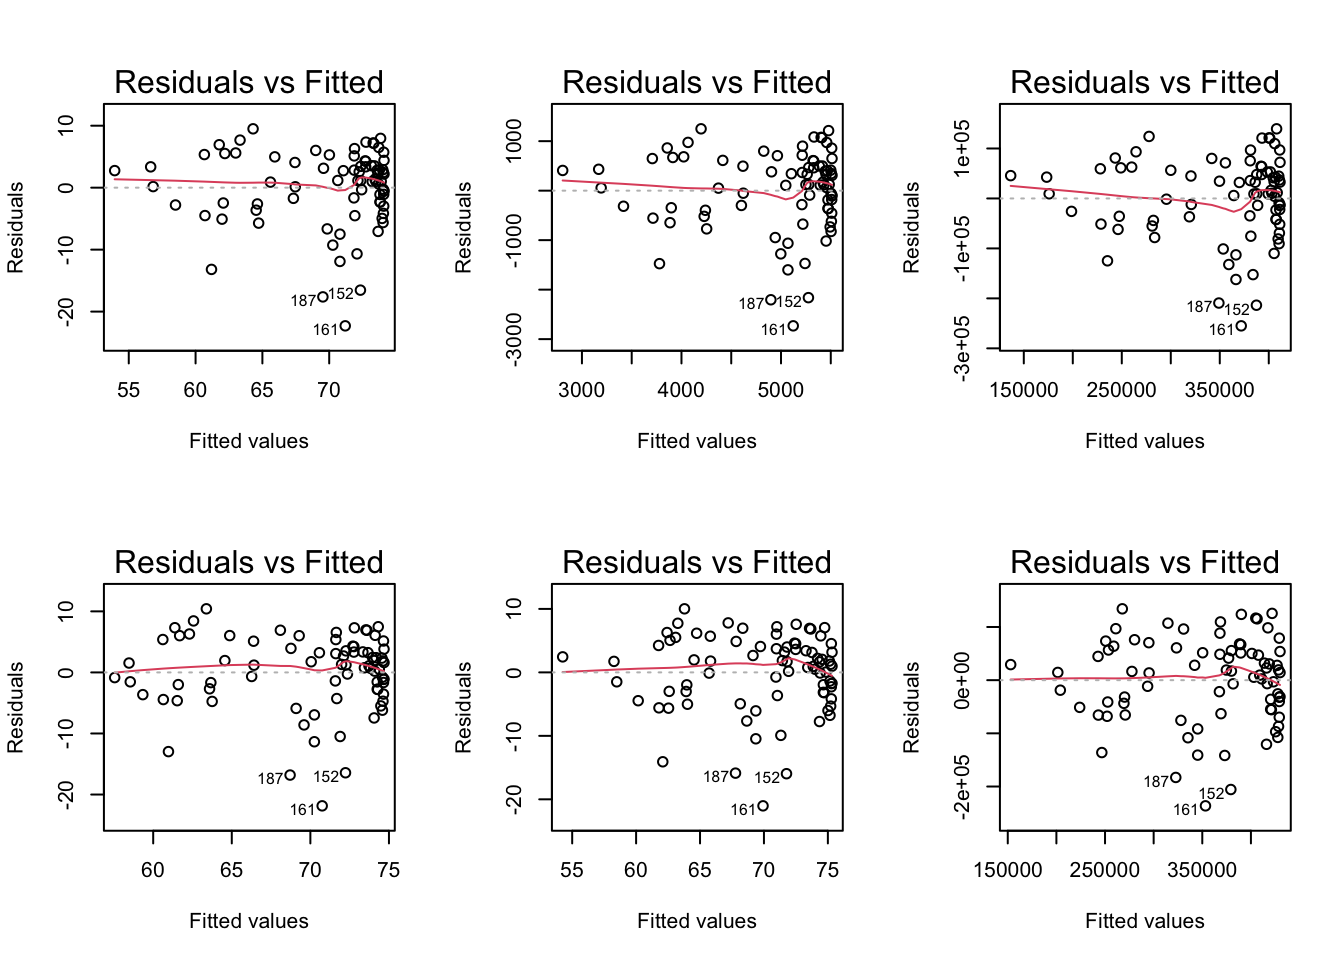 Residuals vs Fitted
Residuals
10
0
-10
-20
187
152
161
55 60 65 70
Fitted values
Residuals vs Fitted
Residuals
1000
-1000
-3000
187
152
161
3000 4000 5000
Fitted values
Residuals vs Fitted
Residuals
1e+05
-1e+05
-3e+05
187
152
161
150000 250000 350000
Fitted values
Residuals vs Fitted
Residuals
10
0
-10
-20
187
152
161
60 65 70 75
Fitted values
Residuals vs Fitted
Residuals
10
0
-10
-20
187
152
161
55 60 65 70 75
Fitted values
Residuals vs Fitted
Residuals
0e+00
-2e+05
187
152
161
150000 250000 350000
Fitted values